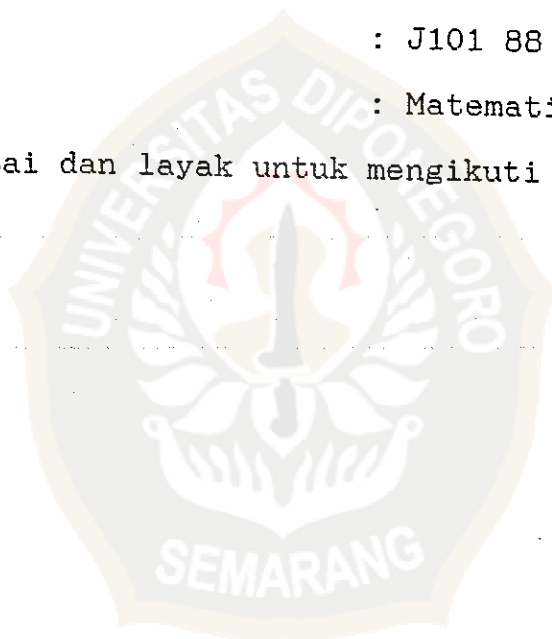 : J101 88
: Matemati
ai dan layak untuk mengikuti
UNIVERSITAS DIPONEGORO
SEMARANG